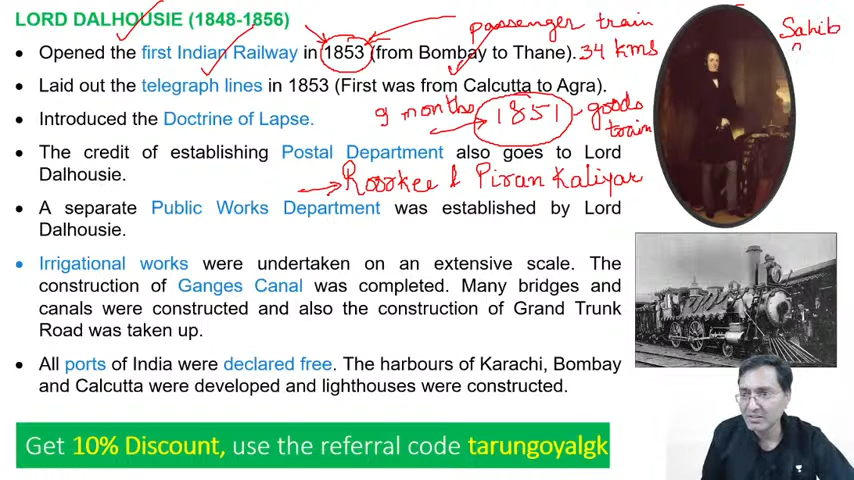 LORD DALHOUSIE (1848-1856)
passenger train
Sahib
• Opened the first Indian Railway in 1853 (from Bombay to Thane). 34 kms
• Laid out the telegraph lines in 1853 (First was from Calcutta to Agra).
9 months 1851 - goods train
• Introduced the Doctrine of Lapse.
• The credit of establishing Postal Department also goes to Lord
Dalhousie.
Roorkee & Piran Kaliyar
• A separate Public Works Department was established by Lord
Dalhousie.
• Irrigational works were undertaken on an extensive scale. The
construction of Ganges Canal was completed. Many bridges and
canals were constructed and also the construction of Grand Trunk
Road was taken up.
• All ports of India were declared free. The harbours of Karachi, Bombay
and Calcutta were developed and lighthouses were constructed.
Get 10% Discount, use the referral code tarungoyalgk